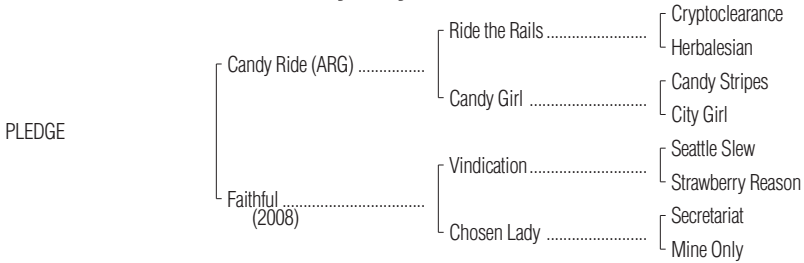 Cryptoclearance
Ride the Rails ........................
Herbalesian
Candy Ride (ARG) ................
Candy Stripes
Candy Girl ............................
City Girl
PLEDGE
Seattle Slew
Vindication............................
Strawberry Reason
Faithful ..................................
(2008)
Secretariat
Chosen Lady ........................
Mine Only